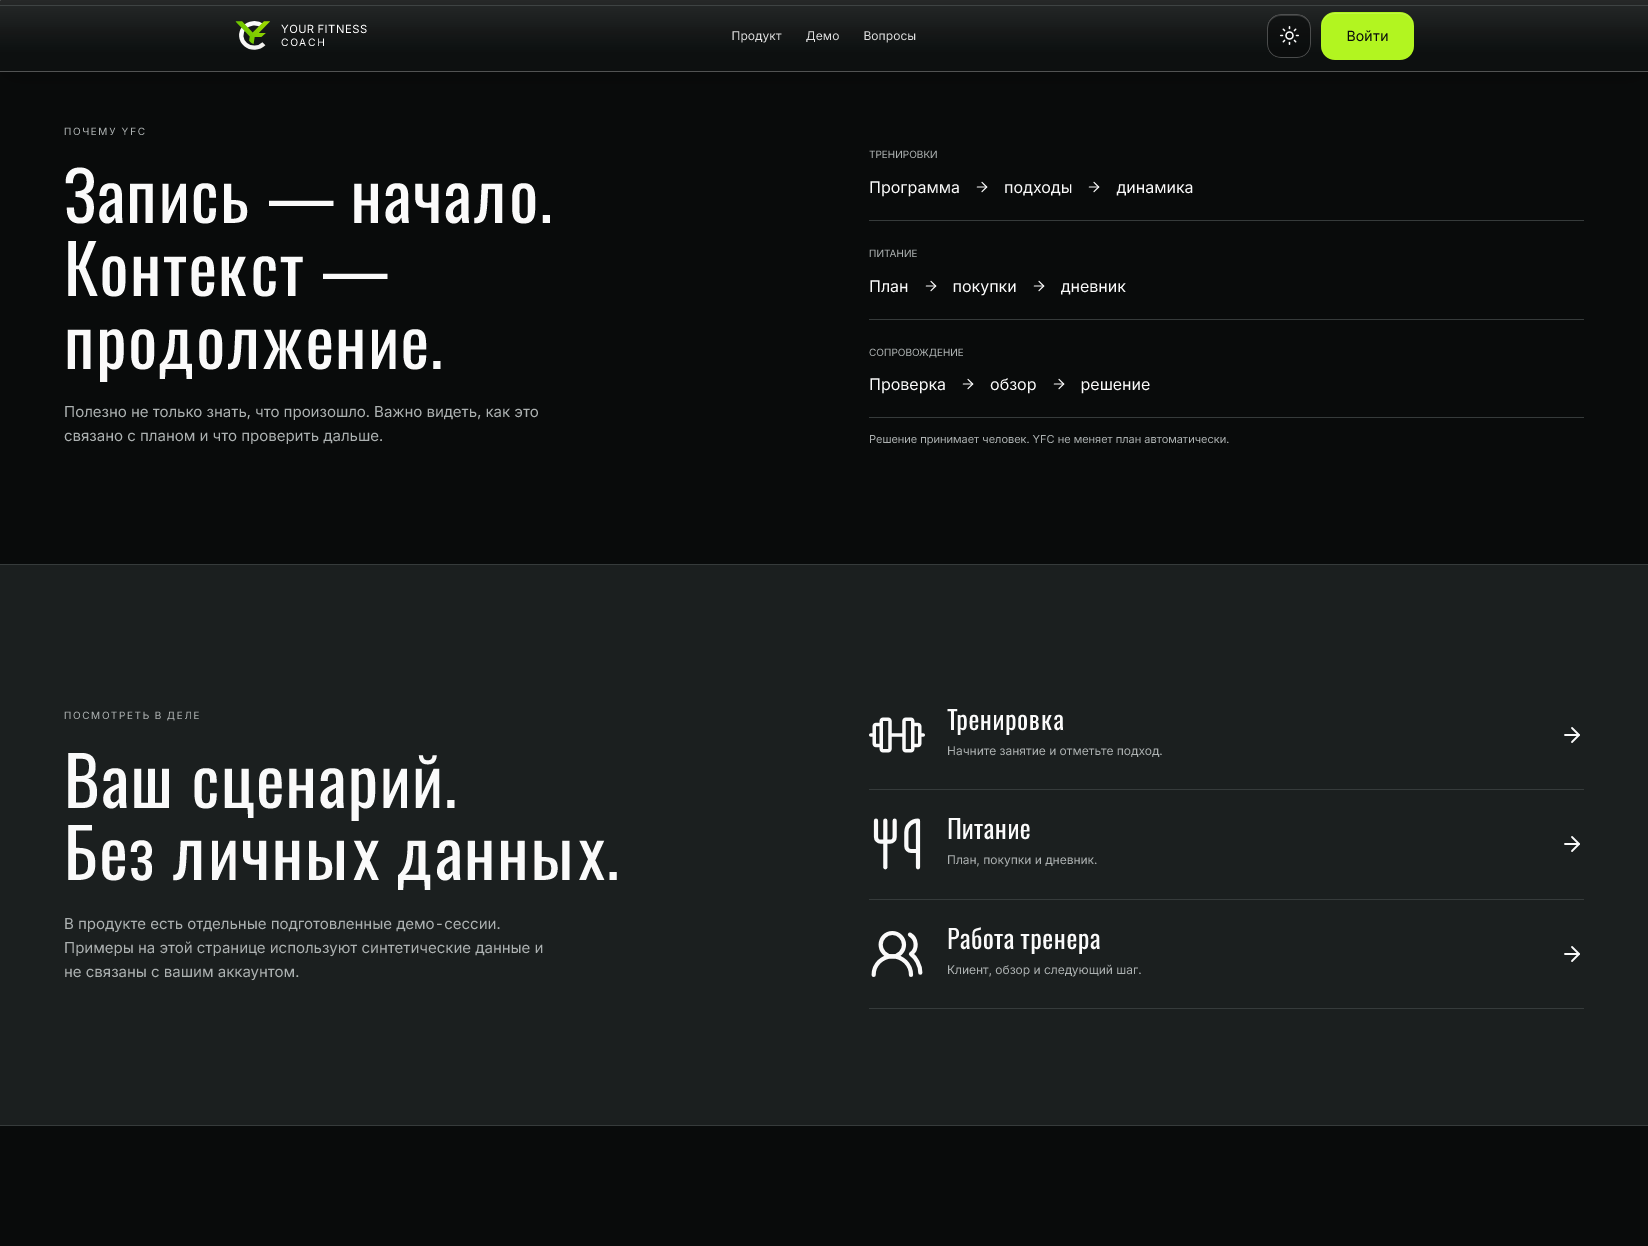 YOUR FITNESS
COACH
Продукт
Демо
Вопросы
Войти
ПОЧЕМУ YFC
Запись — начало.
Контекст —
продолжение.
Полезно не только знать, что произошло. Важно видеть, как это
связано с планом и что проверить дальше.
ТРЕНИРОВКИ
Программа → подходы → динамика
ПИТАНИЕ
План → покупки → дневник
СОПРОВОЖДЕНИЕ
Проверка → обзор → решение
Решение принимает человек. YFC не меняет план автоматически.
ПОСМОТРЕТЬ В ДЕЛЕ
Ваш сценарий.
Без личных данных.
В продукте есть отдельные подготовленные демо-сессии.
Примеры на этой странице используют синтетические данные и
не связаны с вашим аккаунтом.
Тренировка
Начните занятие и отметьте подход.
Питание
План, покупки и дневник.
Работа тренера
Клиент, обзор и следующий шаг.